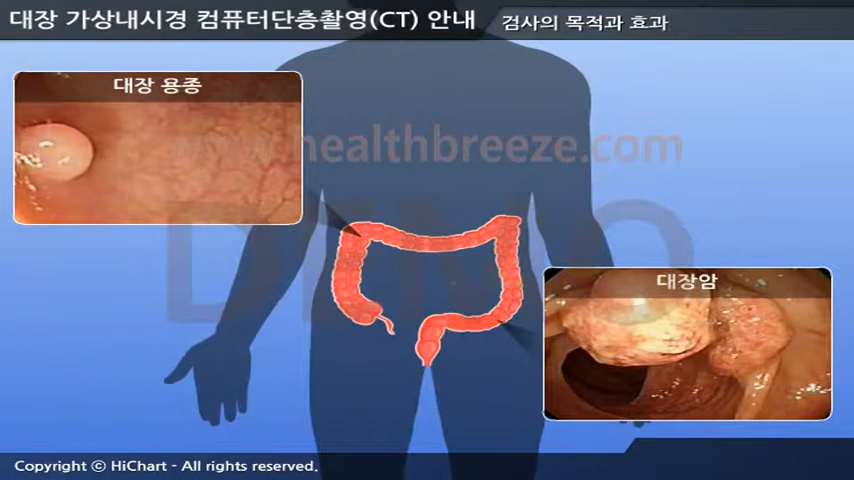 대장 가상내시경 컴퓨터단층촬영(CT) 안내 검사의 목적과 효과
대장 용종
www.healthbreeze.com
DEMO
대장암
Copyright ⓒ HiChart - All rights reserved.